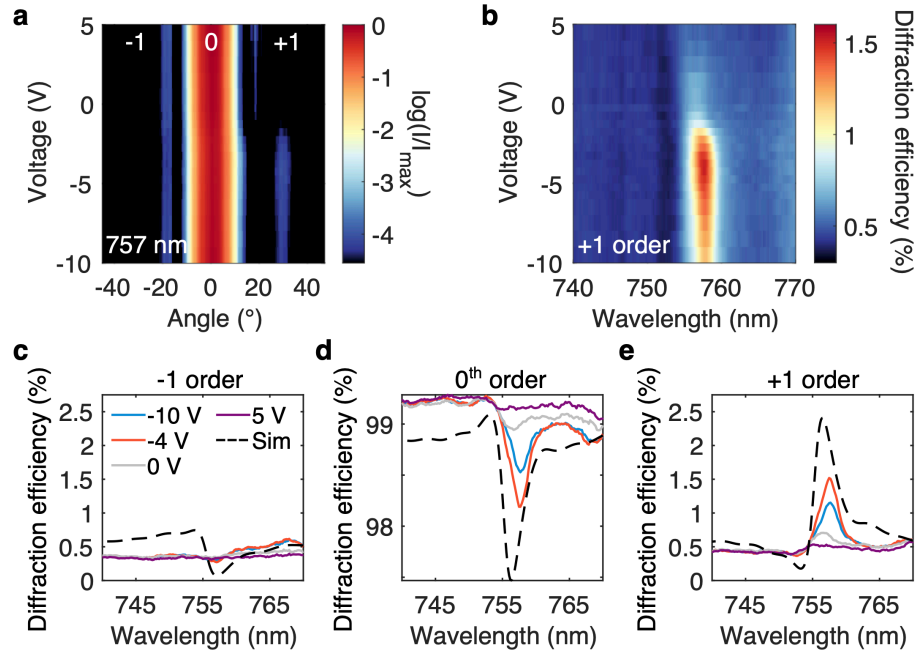 a
Voltage (V)
5
0
-5
-10
-1 0 +1
757 nm
-40 -20 0 20 40
Angle (°)
0
-1
-2
-3
-4
log(I/Imax)
b
Voltage (V)
5
0
-5
-10
+1 order
740 750 760 770
Wavelength (nm)
1.5
1
0.5
Diffraction efficiency (%)
c
-1 order
Diffraction efficiency (%)
2.5
2
1.5
1
0.5
0
-10 V 5 V
-4 V Sim
0 V
745 755 765
Wavelength (nm)
d
0th order
Diffraction efficiency (%)
99
98
745 755 765
Wavelength (nm)
e
+1 order
Diffraction efficiency (%)
2.5
2
1.5
1
0.5
0
745 755 765
Wavelength (nm)